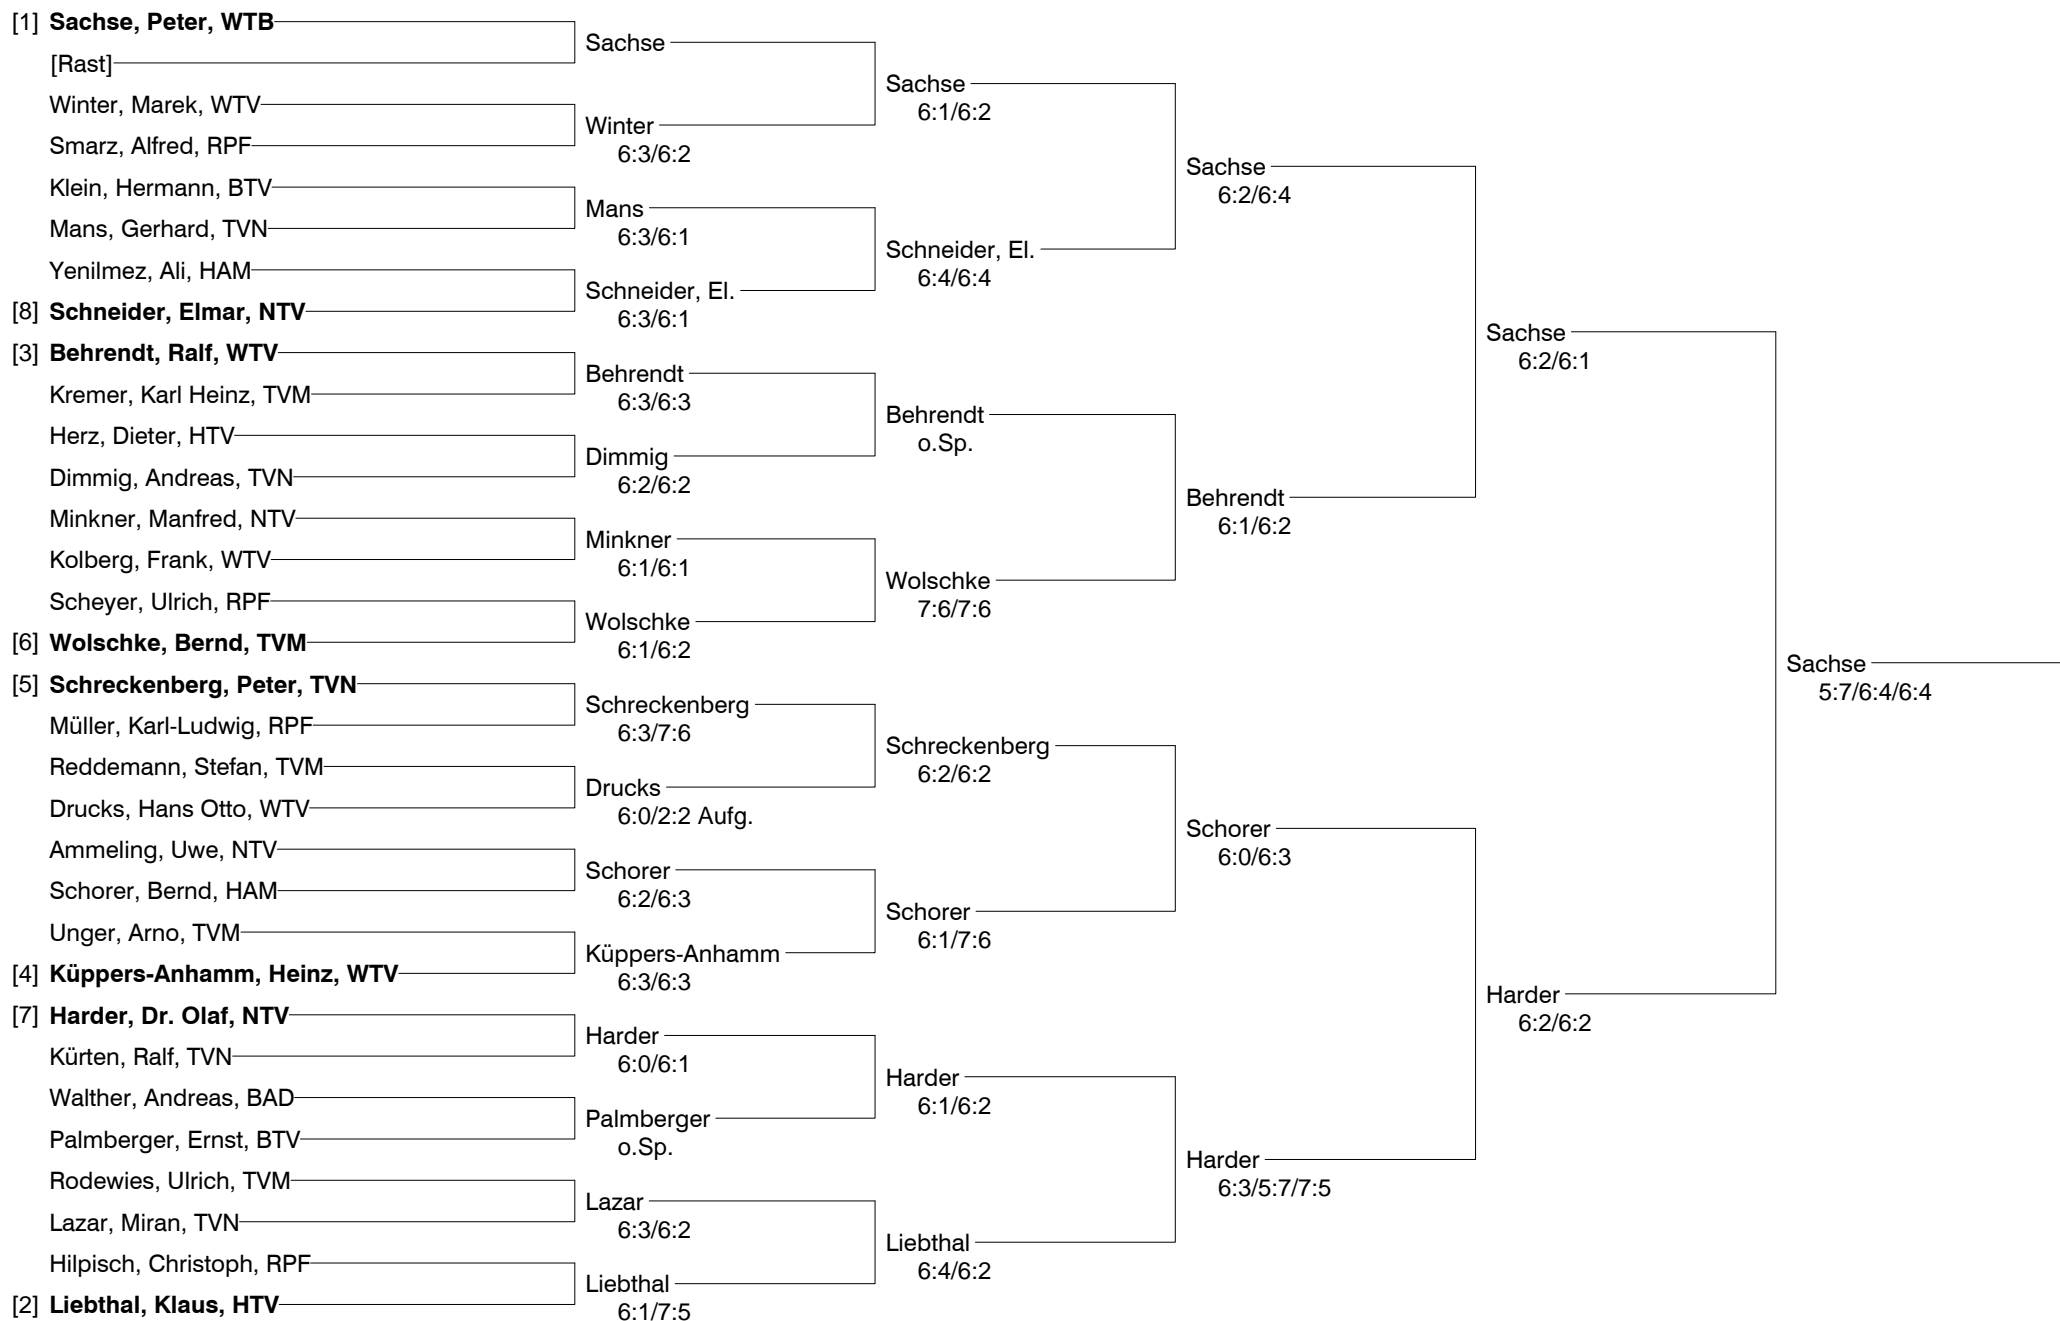 [1] Sachse, Peter, WTB
[Rast]
Winter, Marek, WTV
Smarz, Alfred, RPF
Klein, Hermann, BTV
Mans, Gerhard, TVN
Yenilmez, Ali, HAM
[8] Schneider, Elmar, NTV
[3] Behrendt, Ralf, WTV
Kremer, Karl Heinz, TVM
Herz, Dieter, HTV
Dimmig, Andreas, TVN
Minkner, Manfred, NTV
Kolberg, Frank, WTV
Scheyer, Ulrich, RPF
[6] Wolschke, Bernd, TVM
[5] Schreckenberg, Peter, TVN
Müller, Karl-Ludwig, RPF
Reddemann, Stefan, TVM
Drucks, Hans Otto, WTV
Ammeling, Uwe, NTV
Schorer, Bernd, HAM
Unger, Arno, TVM
[4] Küppers-Anhamm, Heinz, WTV
[7] Harder, Dr. Olaf, NTV
Kürten, Ralf, TVN
Walther, Andreas, BAD
Palmberger, Ernst, BTV
Rodewies, Ulrich, TVM
Lazar, Miran, TVN
Hilpisch, Christoph, RPF
[2] Liebthal, Klaus, HTV
Sachse
Winter
6:3/6:2
Mans
6:3/6:1
Schneider, El.
6:3/6:1
Behrendt
6:3/6:3
Dimmig
6:2/6:2
Minkner
6:1/6:1
Wolschke
6:1/6:2
Schreckenberg
6:3/7:6
Drucks
6:0/2:2 Aufg.
Schorer
6:2/6:3
Küppers-Anhamm
6:3/6:3
Harder
6:0/6:1
Palmberger
o.Sp.
Lazar
6:3/6:2
Liebthal
6:1/7:5
Sachse
6:1/6:2
Schneider, El.
6:4/6:4
Behrendt
o.Sp.
Wolschke
7:6/7:6
Schreckenberg
6:2/6:2
Schorer
6:1/7:6
Harder
6:1/6:2
Liebthal
6:4/6:2
Sachse
6:2/6:4
Behrendt
6:1/6:2
Schorer
6:0/6:3
Harder
6:3/5:7/7:5
Sachse
6:2/6:1
Harder
6:2/6:2
Sachse
5:7/6:4/6:4